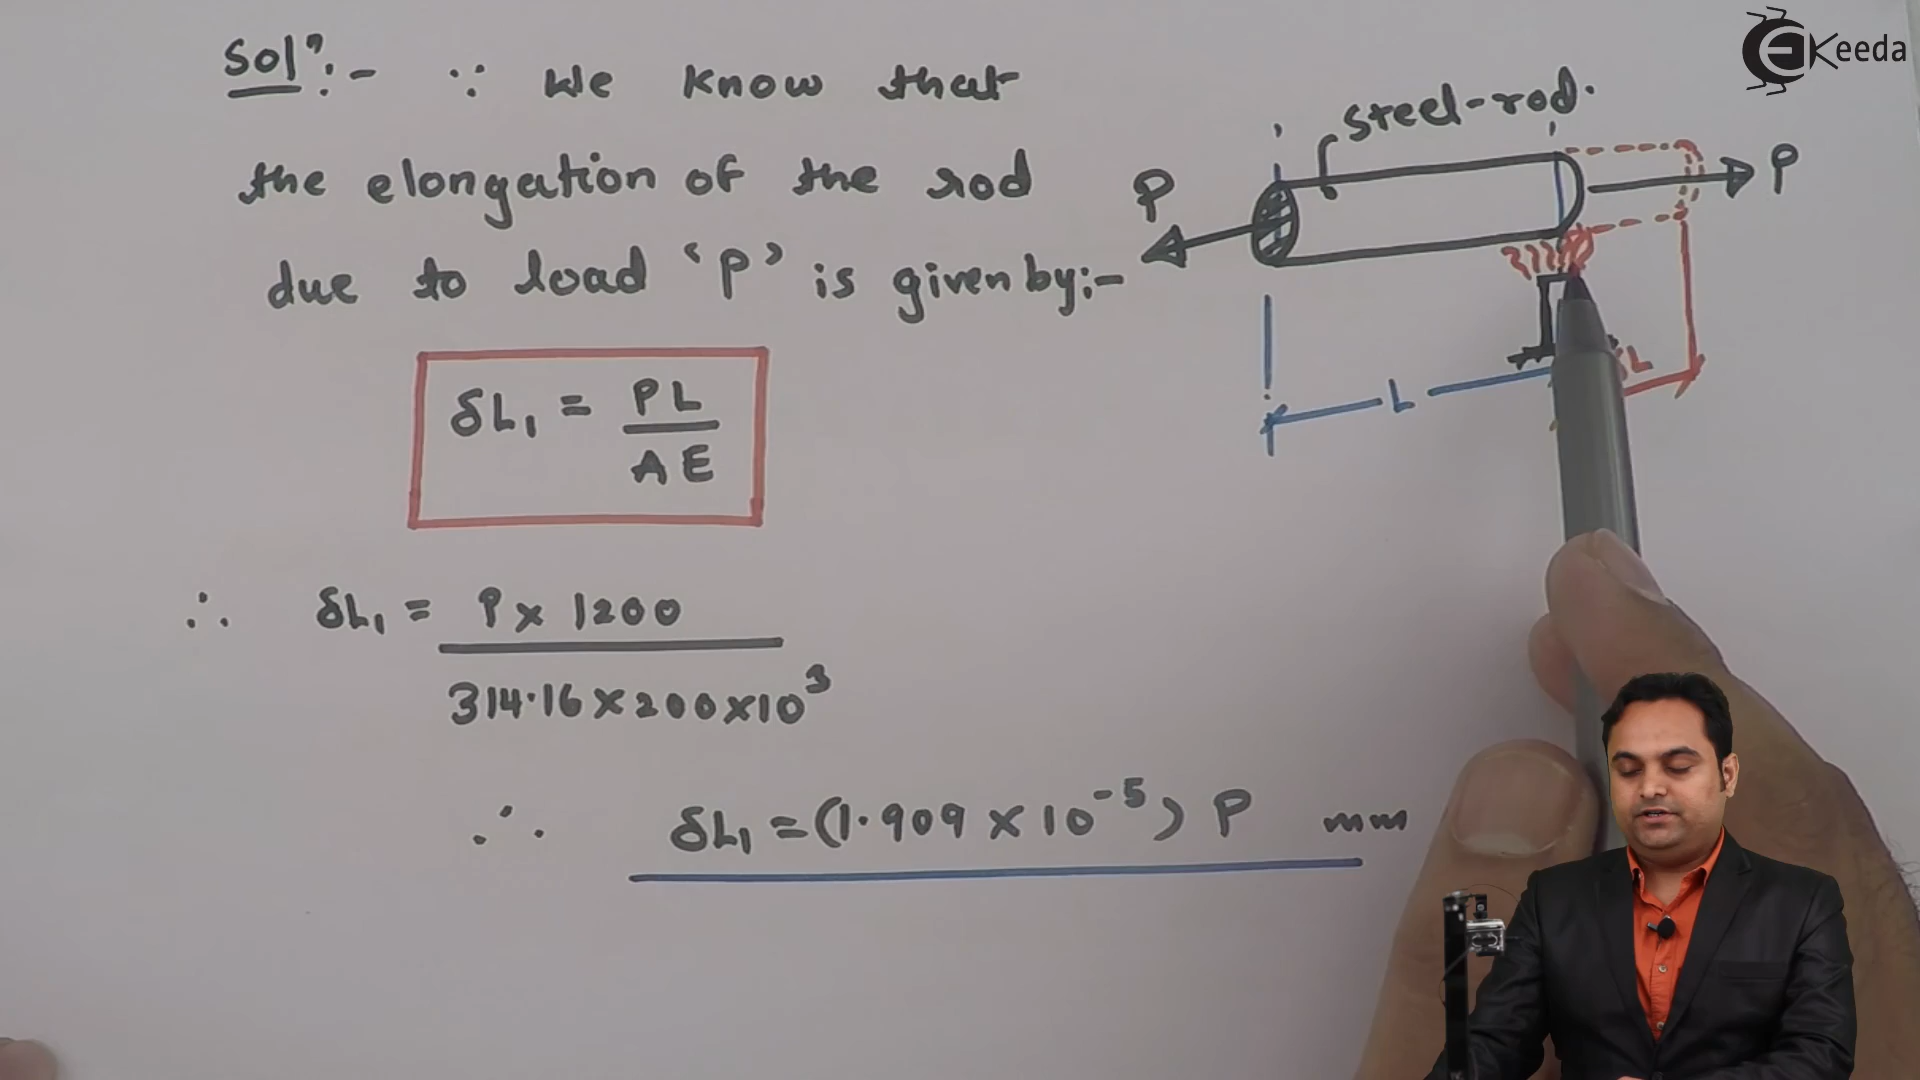 Solⁿ:- ∵ We know that
the elongation of the rod
due to load 'P' is given by:-
δL₁ = PL / AE
∴ δL₁ = P x 1200 / 314.16 x 200 x 10³
∴ δL₁ = (1.909 x 10⁻⁵) P mm
steel-rod.
P
P
L
L
Ekeeda